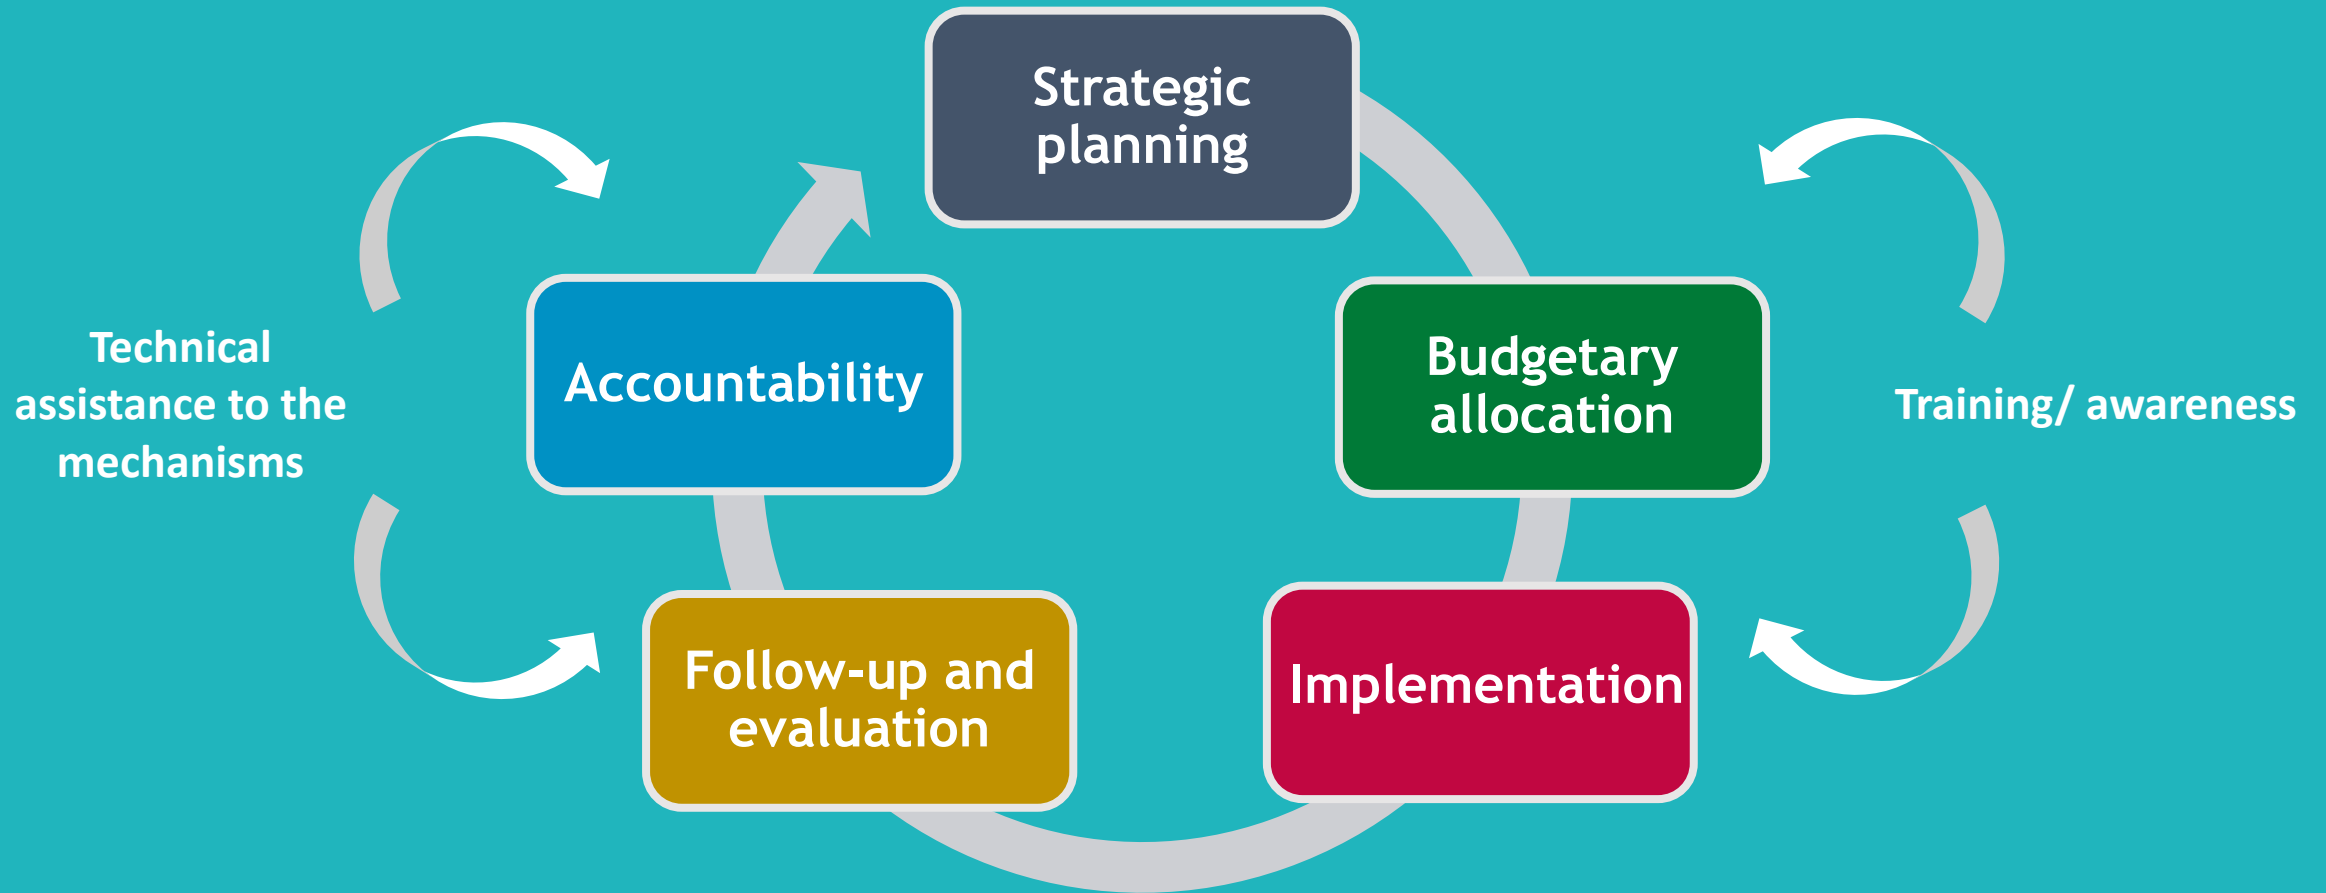 Strategic
planning
Budgetary
allocation
Implementation
Follow-up and
evaluation
Accountability
Technical
assistance to the
mechanisms
Training/ awareness